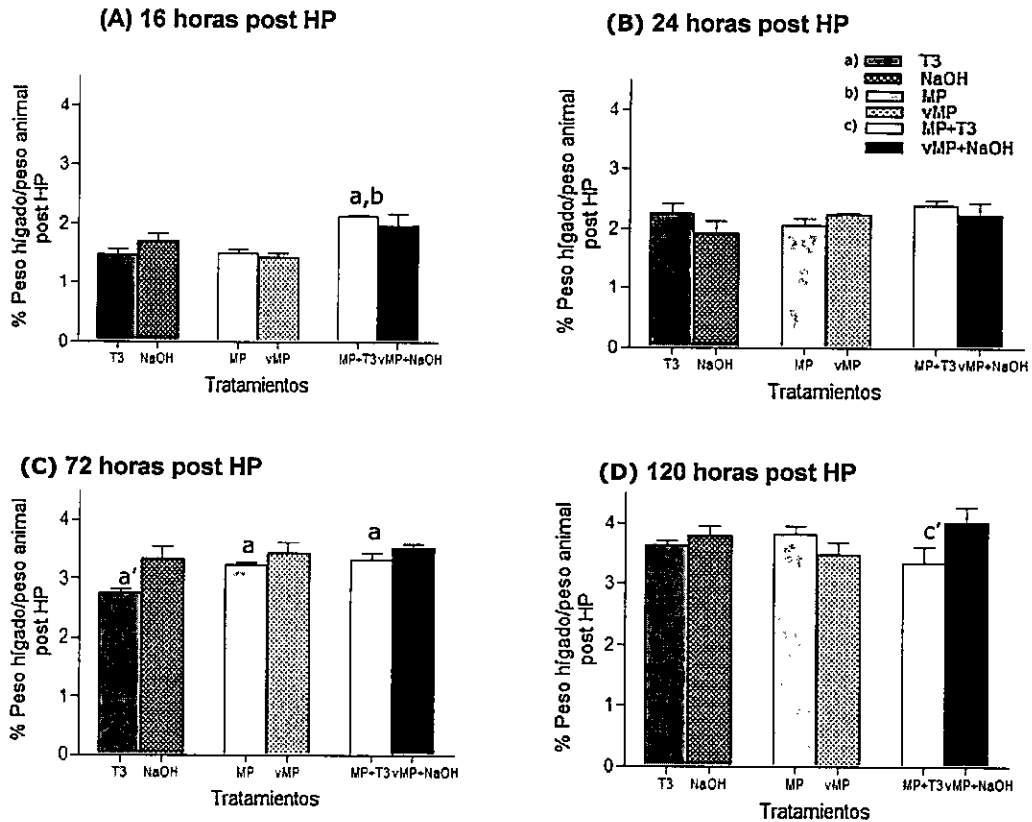 (A) 16 horas post HP
% Peso hígado/peso animal
post HP
4
3
2
1
0
a,b
T3 NaOH MP vMP MP+T3 vMP+NaOH
Tratamientos
(B) 24 horas post HP
a) T3
NaOH
b) MP
vMP
c) MP+T3
vMP+NaOH
% Peso hígado/peso animal
post HP
4
3
2
1
0
T3 NaOH MP vMP MP+T3 vMP+NaOH
Tratamientos
(C) 72 horas post HP
% Peso hígado/peso animal
post HP
4
3
2
1
0
a' a a
T3 NaOH MP vMP MP+T3 vMP+NaOH
Tratamientos
(D) 120 horas post HP
% Peso hígado/peso animal
post HP
4
3
2
1
0
c'
T3 NaOH MP vMP MP+T3 vMP+NaOH
Tratamientos